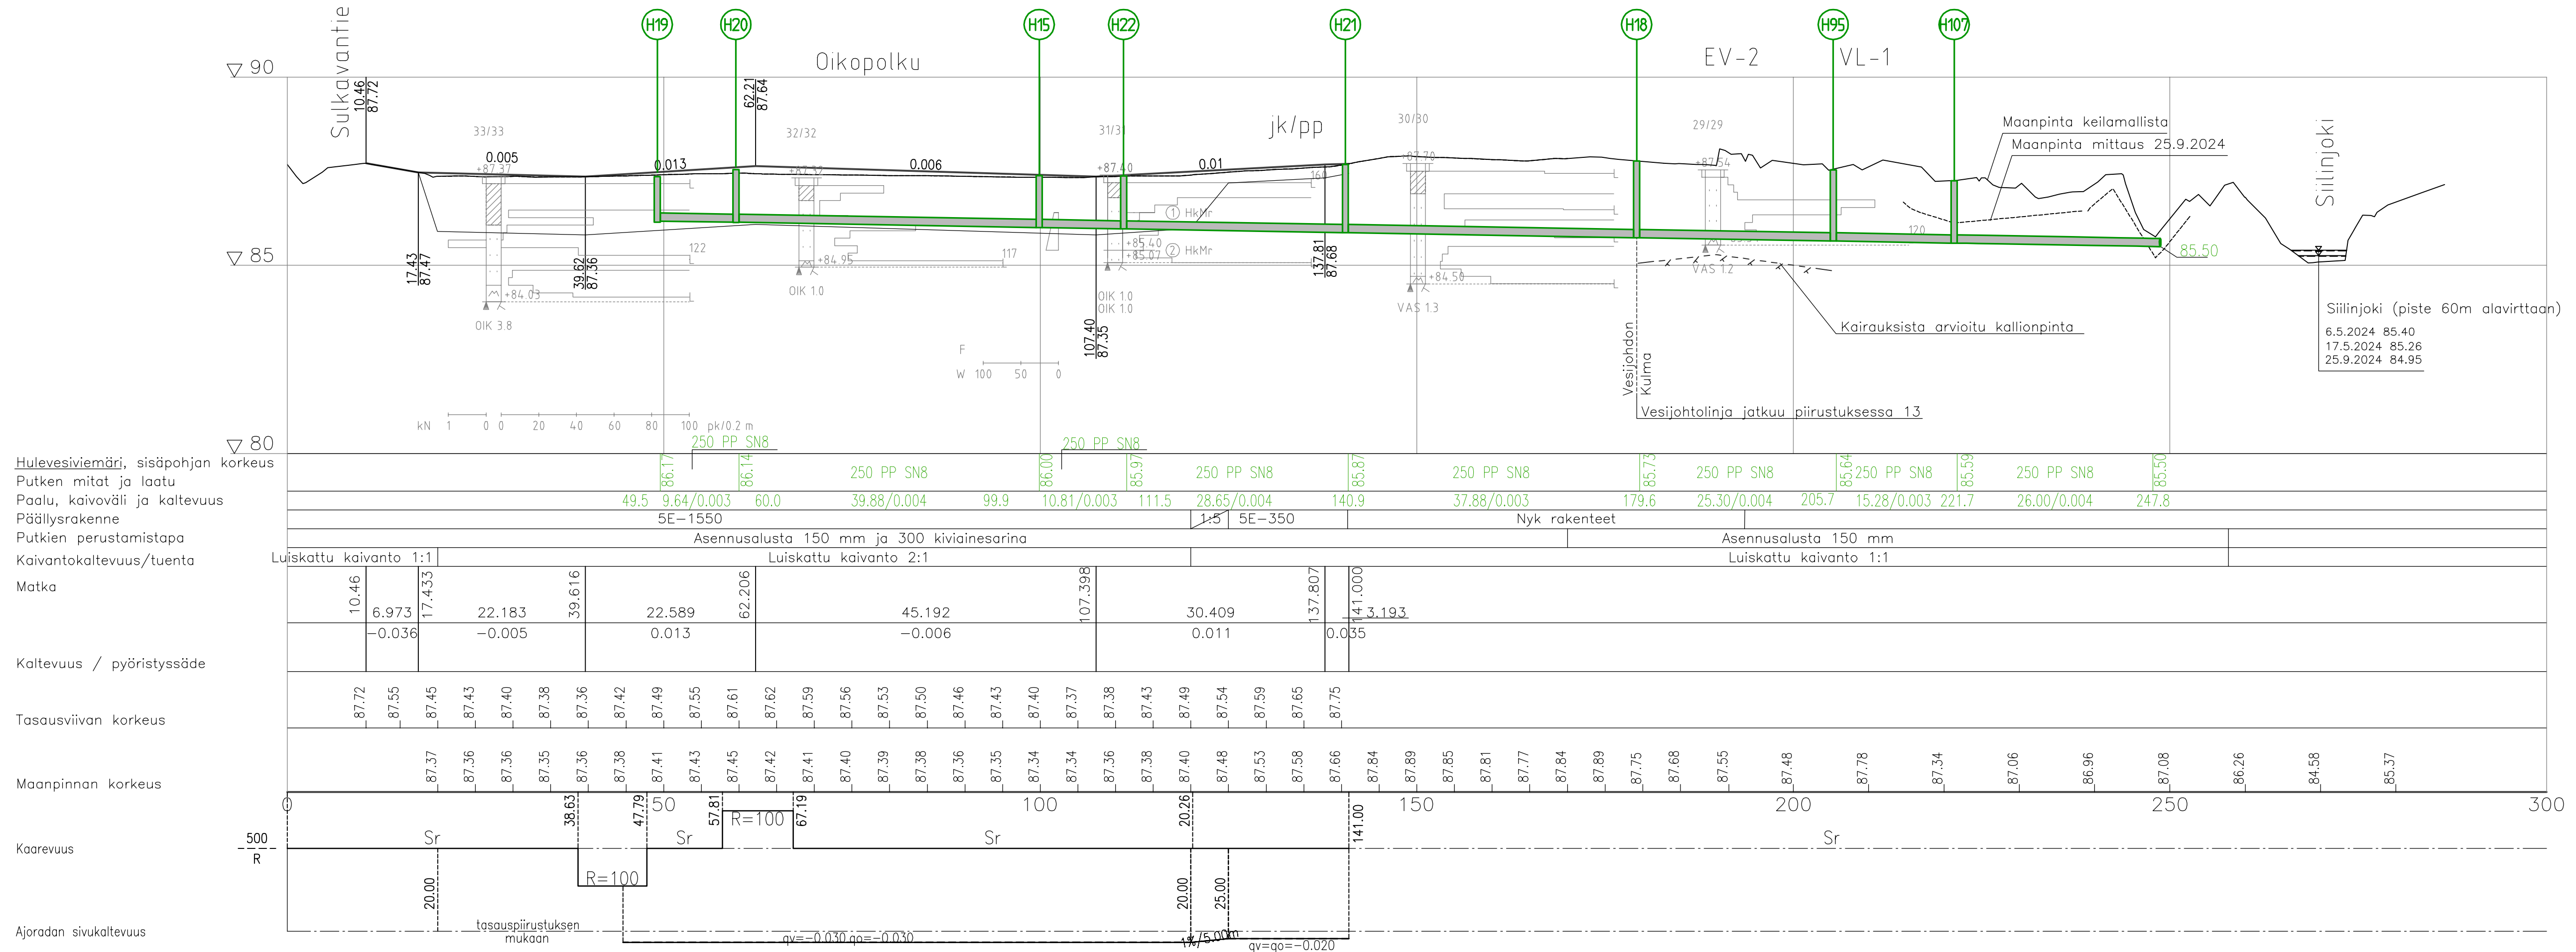 H19 H20 H15 H22 H21 H18 H95 H107
Sulkavantie
Oikopolku
jk/pp
EV-2
VL-1
Siilinjoki
90
85
80
10.46
87.72
62.21
87.64
33/33
32/32
31/31
30/30
29/29
0.005
0.013
0.006
0.01
+87.37
+87.40
+87.70
+87.54
Maanpinta keilamallista
Maanpinta mittaus 25.9.2024
160
1 HkMr
+85.40
2 HkMr
+85.07
122
117
120
+84.95
+84.03
+84.50
17.43
87.47
39.62
87.36
107.40
87.35
137.81
87.68
85.50
OIK 3.8
OIK 1.0
OIK 1.0
OIK 1.0
VAS 1.3
VAS 1.2
Kairauksista arvioitu kallionpinta
Siilinjoki (piste 60m alavirttaan)
6.5.2024 85.40
17.5.2024 85.26
25.9.2024 84.95
Vesijohdon
Kulma
Vesijohtolinja jatkuu piirustuksessa 13
F
W 100 50 0
kN 1 0 0 20 40 60 80 100 pk/0.2 m
250 PP SN8
250 PP SN8
Hulevesiviemäri, sisäpohjan korkeus
86.17 86.14 86.00 85.97 85.87 85.73 85.64 85.59 85.50
Putken mitat ja laatu
250 PP SN8 250 PP SN8 250 PP SN8 250 PP SN8 250 PP SN8 250 PP SN8
Paalu, kaivoväli ja kaltevuus
49.5 9.64/0.003 60.0 39.88/0.004 99.9 10.81/0.003 111.5 28.65/0.004 140.9 37.88/0.003 179.6 25.30/0.004 205.7 15.28/0.003 221.7 26.00/0.004 247.8
Päällysrakenne
5E-1550 1:5 5E-350 Nyk rakenteet
Putkien perustamistapa
Asennusalusta 150 mm ja 300 kiviainesarina Asennusalusta 150 mm
Kaivantokaltevuus/tuenta
Luiskattu kaivanto 1:1 Luiskattu kaivanto 2:1 Luiskattu kaivanto 1:1
Matka
10.46 17.433 39.616 62.206 107.398 137.807 141.000
6.973 22.183 22.589 45.192 30.409 3.193
-0.036 -0.005 0.013 -0.006 0.011 0.035
Kaltevuus / pyöristyssäde
Tasausviivan korkeus
87.72 87.55 87.45 87.43 87.40 87.38 87.36 87.42 87.49 87.55 87.61 87.62 87.59 87.56 87.53 87.50 87.46 87.43 87.40 87.37 87.38 87.43 87.49 87.54 87.59 87.65 87.75
Maanpinnan korkeus
87.37 87.36 87.36 87.35 87.36 87.38 87.41 87.43 87.45 87.42 87.41 87.40 87.39 87.38 87.36 87.35 87.34 87.34 87.36 87.38 87.40 87.48 87.53 87.58 87.66 87.84 87.89 87.85 87.81 87.77 87.84 87.89 87.75 87.68 87.55 87.48 87.78 87.34 87.06 86.96 87.08 86.26 84.58 85.37
0 50 100 150 200 250 300
38.63 47.79 57.81 67.19 20.26 141.00
R=100
Kaarevuus
500
R
Sr Sr Sr Sr
R=100
20.00 20.00 25.00
Ajoradan sivukaltevuus
tasauspiirustuksen
mukaan
qv=-0.030 qo=-0.030
1%/5.00m
qv=qo=-0.020